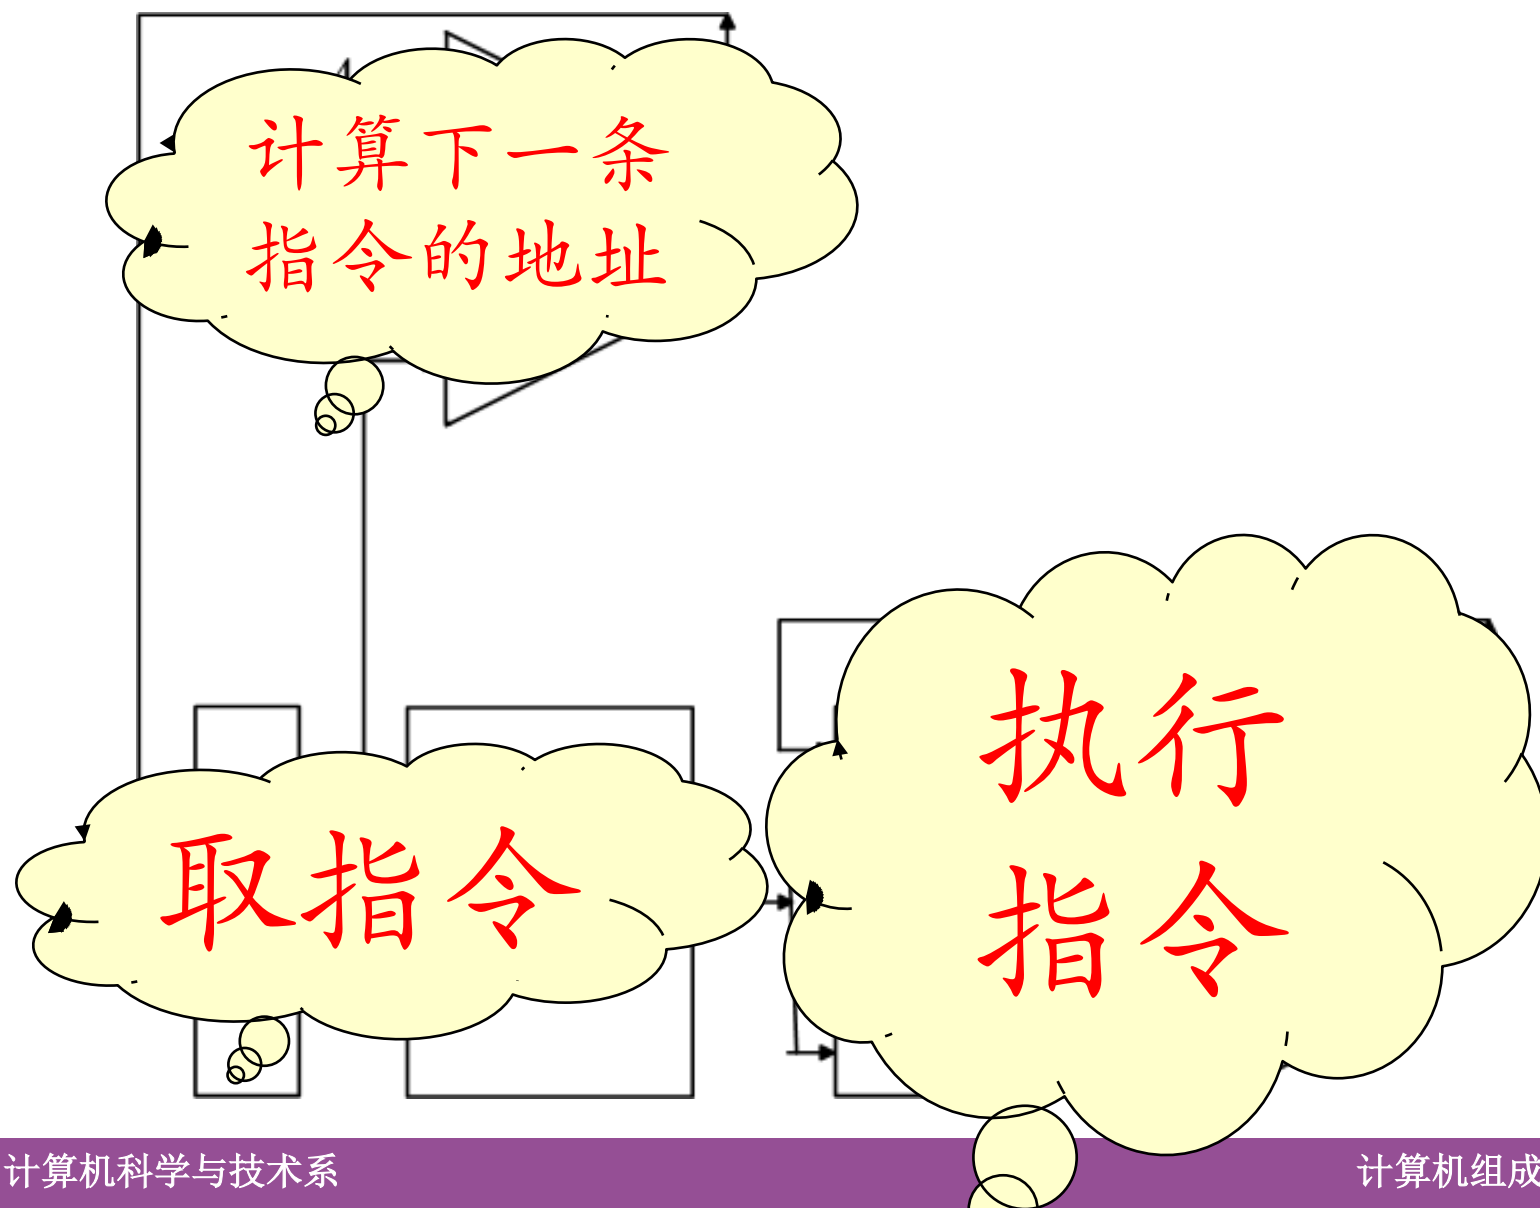 计算下一条
指令的地址
取指令
执行
指令
计算机科学与技术系
计算机组成